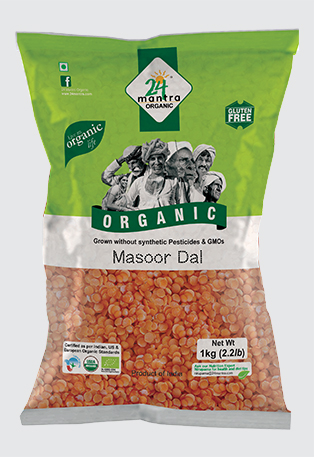 24
mantra
ORGANIC
GLUTEN
FREE
organic
life
ORGANIC
Grown without synthetic Pesticides & GMOs
Masoor Dal
Certified as per Indian, US &
European Organic Standards
Net Wt
1kg (2.2lb)
Product of India